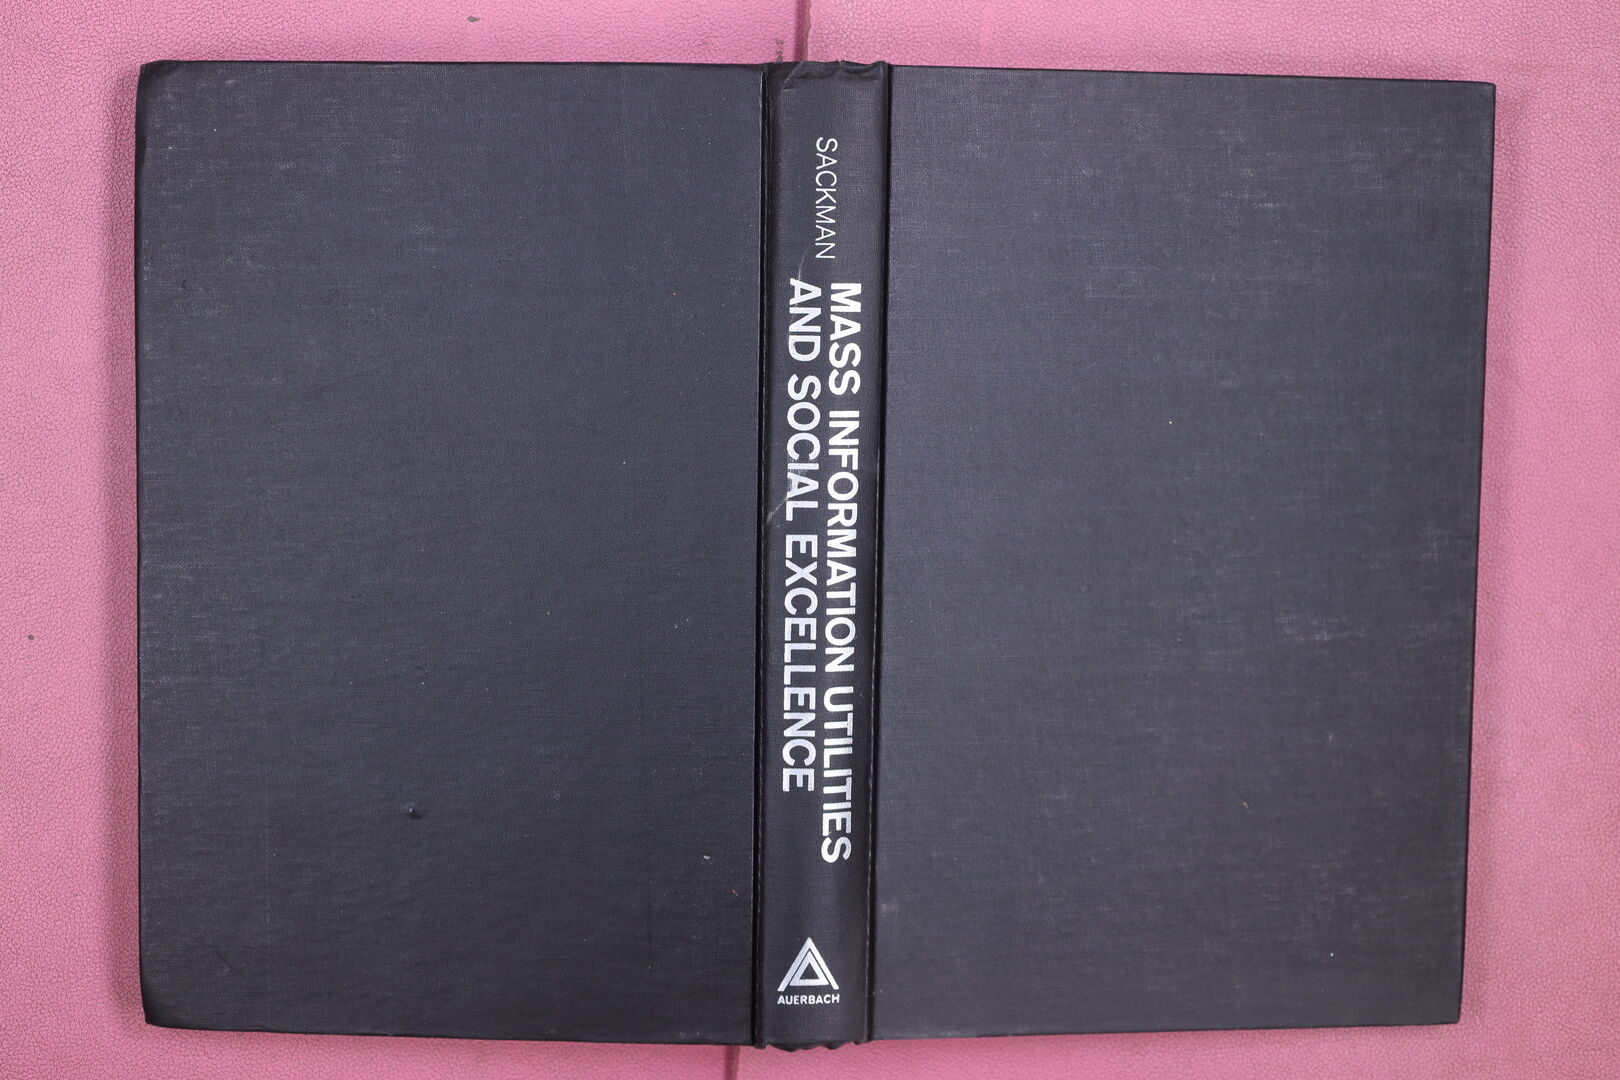 SACKMAN
MASS INFORMATION UTILITIES
AND SOCIAL EXCELLENCE
AUERBACH